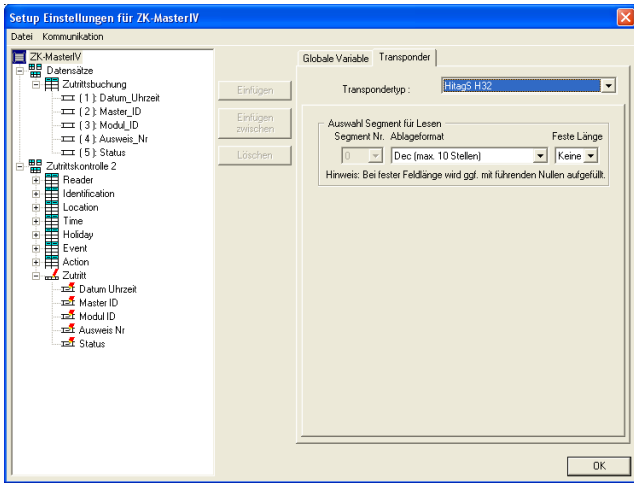 Setup Einstellungen für ZK-MasterIV
Datei Kommunikation
ZK-MasterIV
Datensätze
Zutrittsbuchung
( 1 ): Datum_Uhrzeit
( 2 ): Master_ID
( 3 ): Modul_ID
( 4 ): Ausweis_Nr
( 5 ): Status
Zutrittskontrolle 2
Reader
Identification
Location
Time
Holiday
Event
Action
Zutritt
Datum Uhrzeit
Master ID
Modul ID
Ausweis Nr
Status
Einfügen
Einfügen
zwischen
Löschen
Globale Variable Transponder
Transpondertyp : HitagS H32
Auswahl Segment für Lesen
Segment Nr. Ablageformat Feste Länge
0 Dec (max. 10 Stellen) Keine
Hinweis: Bei fester Feldlänge wird ggf. mit führenden Nullen aufgefüllt.
OK